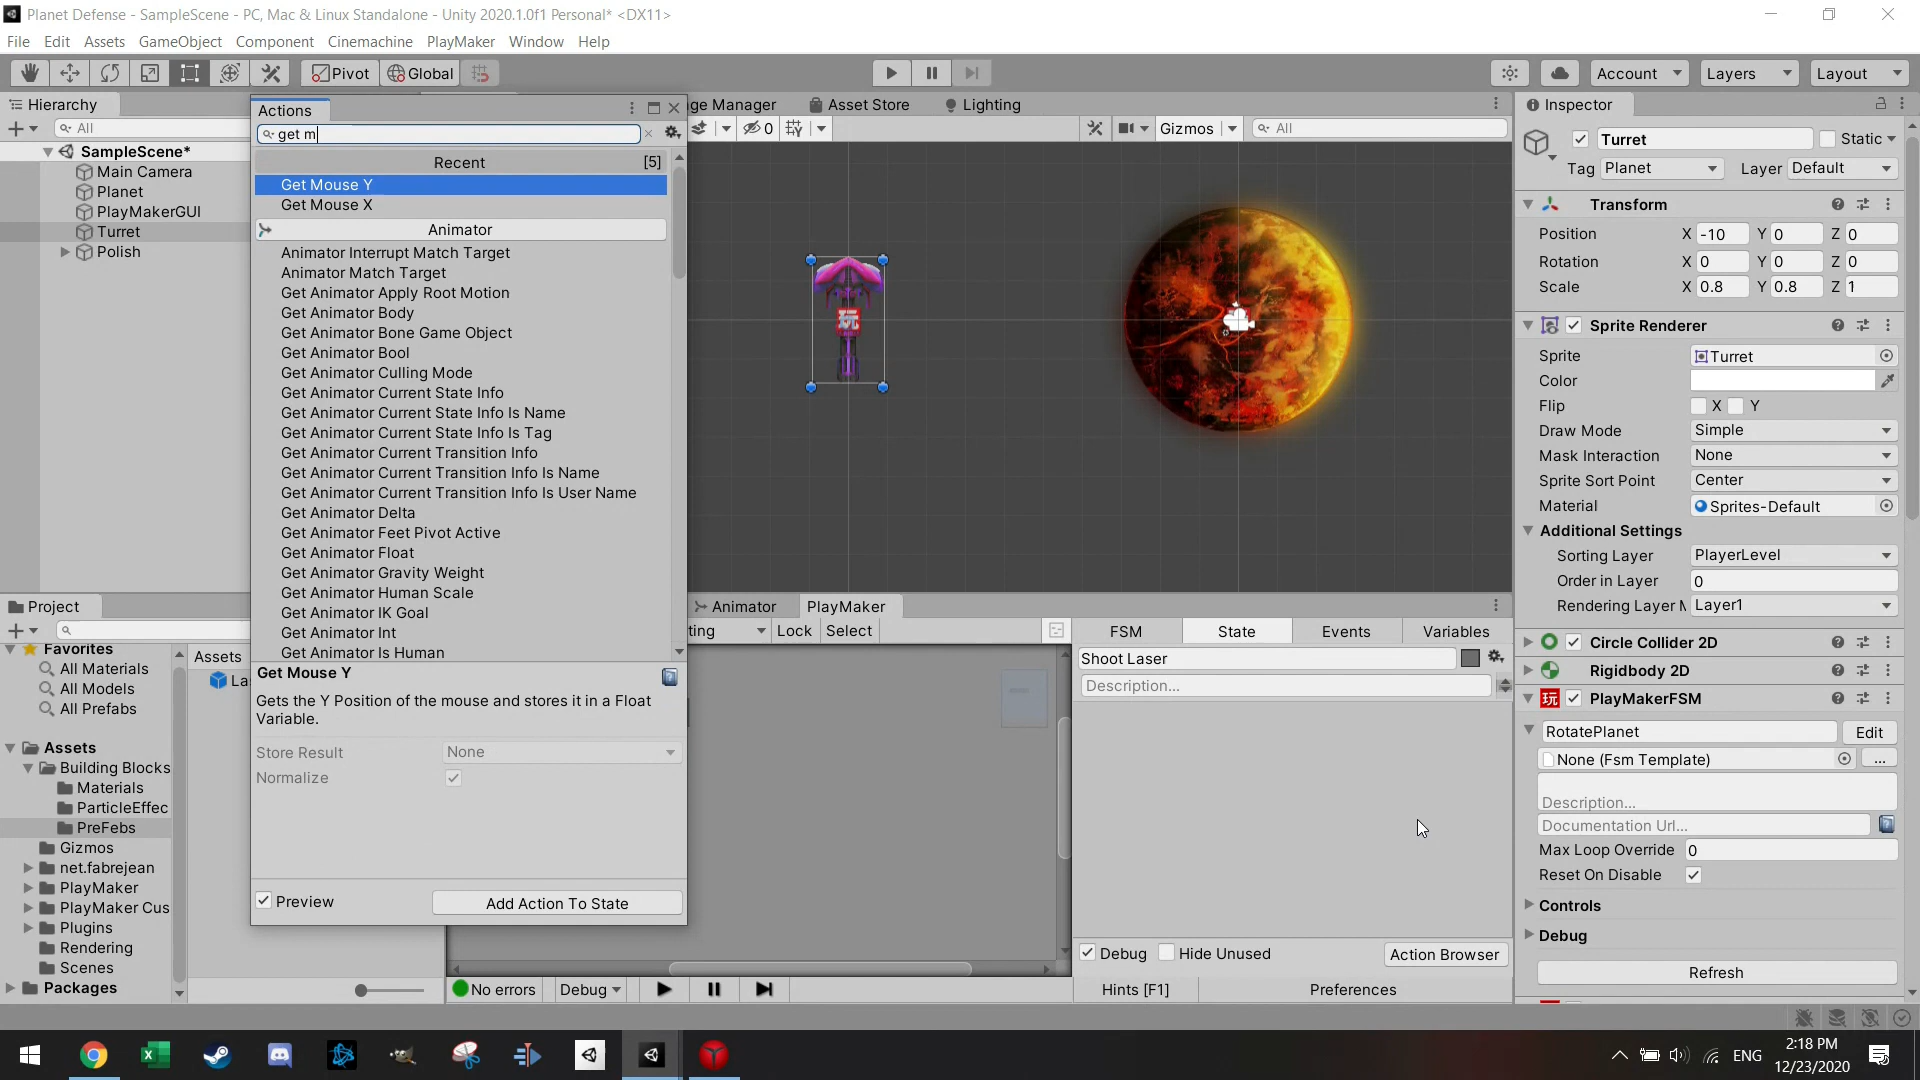 Planet Defense - SampleScene - PC, Mac & Linux Standalone - Unity 2020.1.0f1 Personal* <DX11>
File Edit Assets GameObject Component Cinemachine PlayMaker Window Help
Pivot Global Account Layers Layout
Hierarchy
All
SampleScene*
Main Camera
Planet
PlayMakerGUI
Turret
Polish
Actions
get m
Recent [5]
Get Mouse Y
Get Mouse X
Animator
Animator Interrupt Match Target
Animator Match Target
Get Animator Apply Root Motion
Get Animator Body
Get Animator Bone Game Object
Get Animator Bool
Get Animator Culling Mode
Get Animator Current State Info
Get Animator Current State Info Is Name
Get Animator Current State Info Is Tag
Get Animator Current Transition Info
Get Animator Current Transition Info Is Name
Get Animator Current Transition Info Is User Name
Get Animator Delta
Get Animator Feet Pivot Active
Get Animator Float
Get Animator Gravity Weight
Get Animator Human Scale
Get Animator IK Goal
Get Animator Int
Get Animator Is Human
Get Mouse Y
Gets the Y Position of the mouse and stores it in a Float
Variable.
Store Result None
Normalize
Preview Add Action To State
ge Manager Asset Store Lighting
0 Gizmos All
玩
Inspector
Turret Static
Tag Planet Layer Default
Transform
Position X -10 Y 0 Z 0
Rotation X 0 Y 0 Z 0
Scale X 0.8 Y 0.8 Z 1
Sprite Renderer
Sprite Turret
Color
Flip X Y
Draw Mode Simple
Mask Interaction None
Sprite Sort Point Center
Material Sprites-Default
Additional Settings
Sorting Layer PlayerLevel
Order in Layer 0
Rendering Layer M Layer1
Circle Collider 2D
Rigidbody 2D
玩 PlayMakerFSM
RotatePlanet Edit
None (Fsm Template) ...
Description...
Documentation Url...
Max Loop Override 0
Reset On Disable
Controls
Debug
Refresh
Project
Favorites
All Materials
All Models
All Prefabs
Assets
Building Blocks
Materials
ParticleEffec
PreFebs
Gizmos
net.fabrejean
PlayMaker
PlayMaker Cus
Plugins
Rendering
Scenes
Packages
Assets
La
Animator PlayMaker
ting Lock Select
FSM State Events Variables
Shoot Laser
Description...
Debug Hide Unused Action Browser
No errors Debug Hints [F1] Preferences
ENG 2:18 PM
12/23/2020